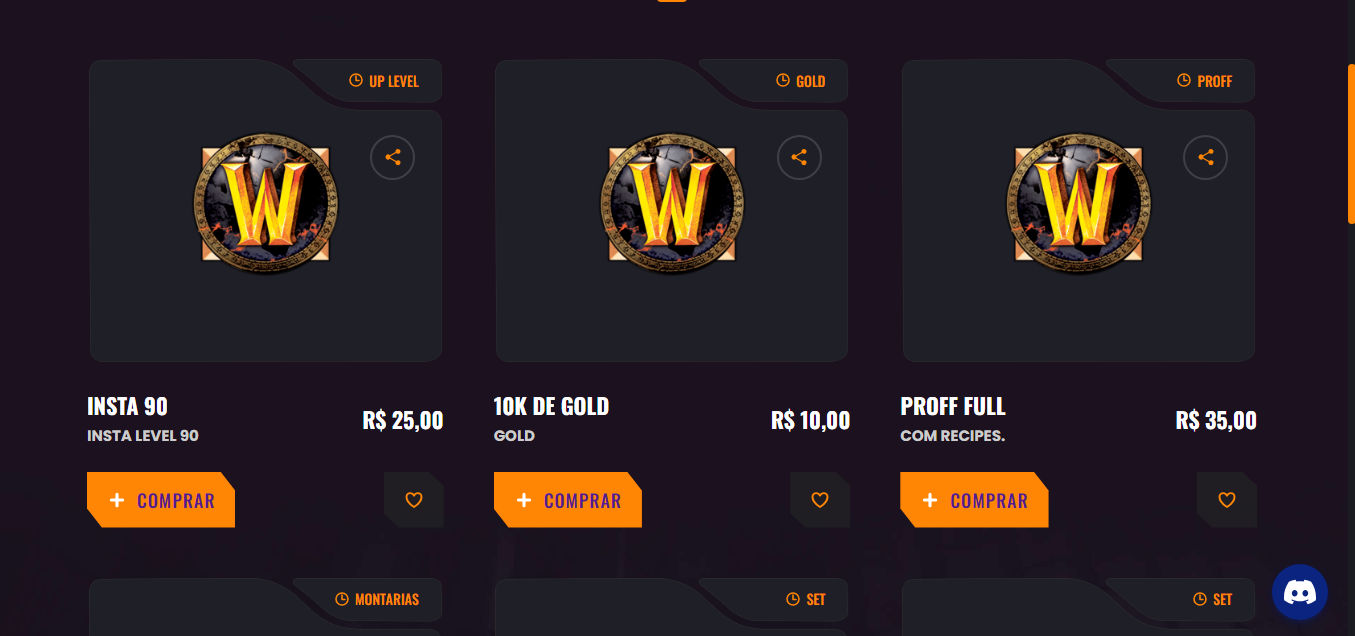 UP LEVEL
GOLD
PROFF
W
W
W
INSTA 90
INSTA LEVEL 90
R$ 25,00
10K DE GOLD
GOLD
R$ 10,00
PROFF FULL
COM RECIPES.
R$ 35,00
COMPRAR
COMPRAR
COMPRAR
MONTARIAS
SET
SET